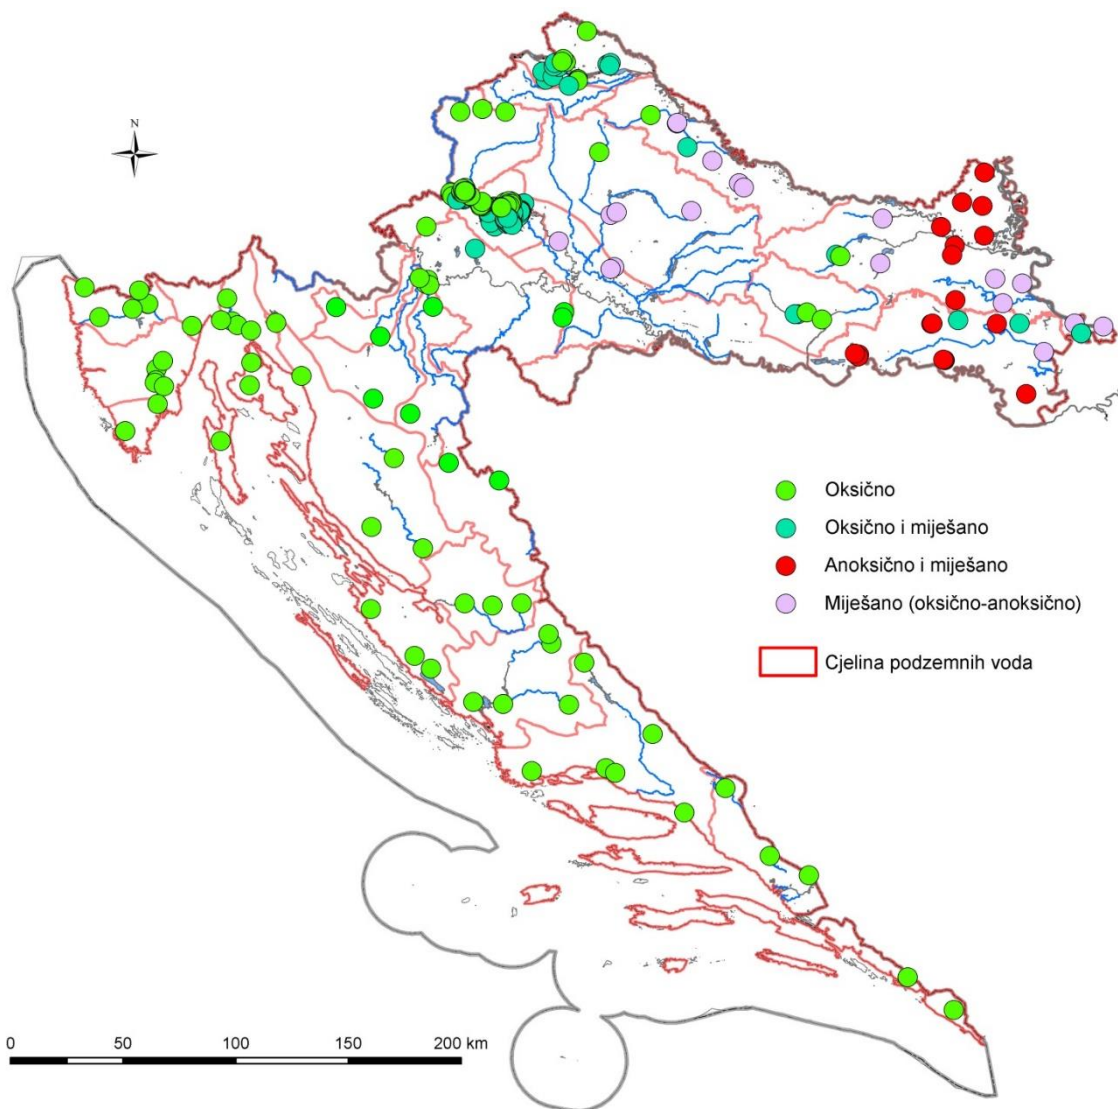 N
Oksično
Oksično i miješano
Anoksično i miješano
Miješano (oksično-anoksično)
Cjelina podzemnih voda
0 50 100 150 200 km